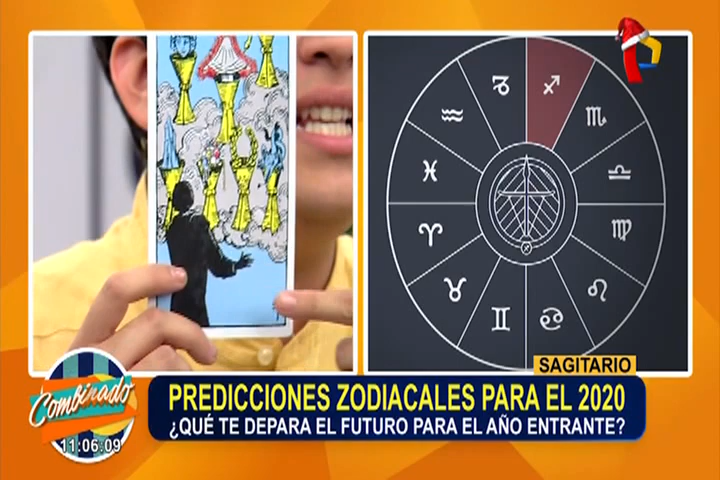 SAGITARIO
PREDICCIONES ZODIACALES PARA EL 2020
¿QUÉ TE DEPARA EL FUTURO PARA EL AÑO ENTRANTE?
Combinado
11:06:09